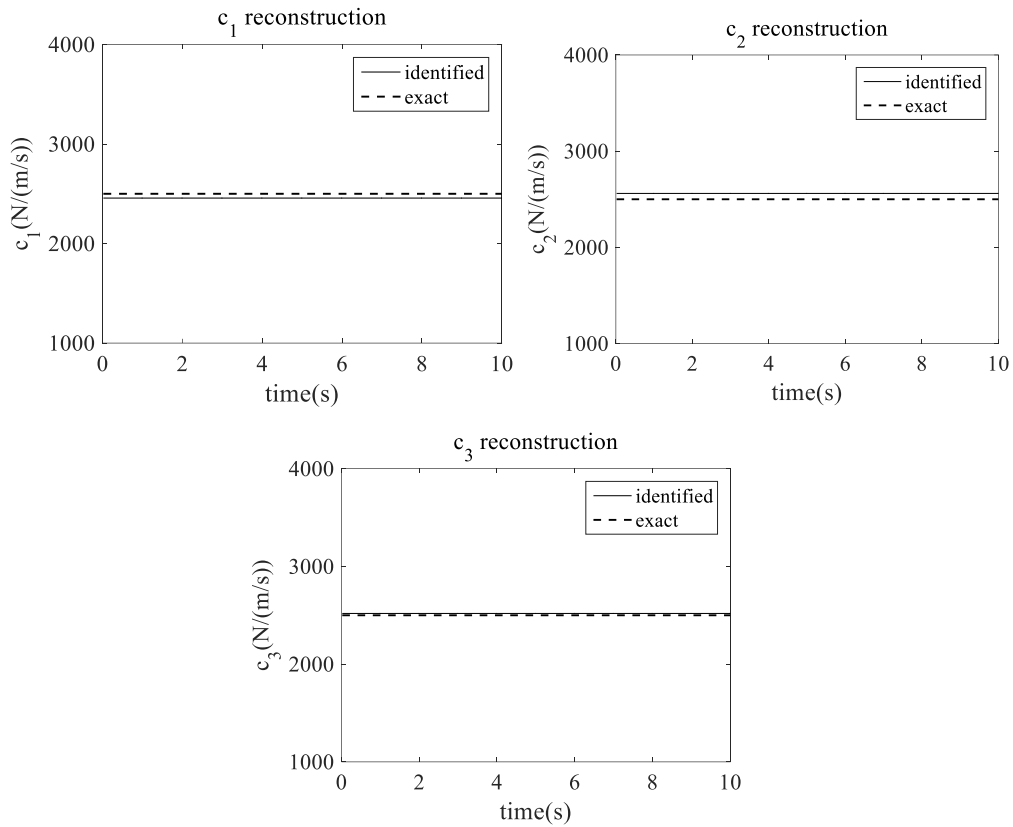 c1 reconstruction
4000
3000
2000
1000
c1(N/(m/s))
identified
exact
0 2 4 6 8 10
time(s)
c2 reconstruction
4000
3000
2000
1000
c2(N/(m/s))
identified
exact
0 2 4 6 8 10
time(s)
c3 reconstruction
4000
3000
2000
1000
c3(N/(m/s))
identified
exact
0 2 4 6 8 10
time(s)